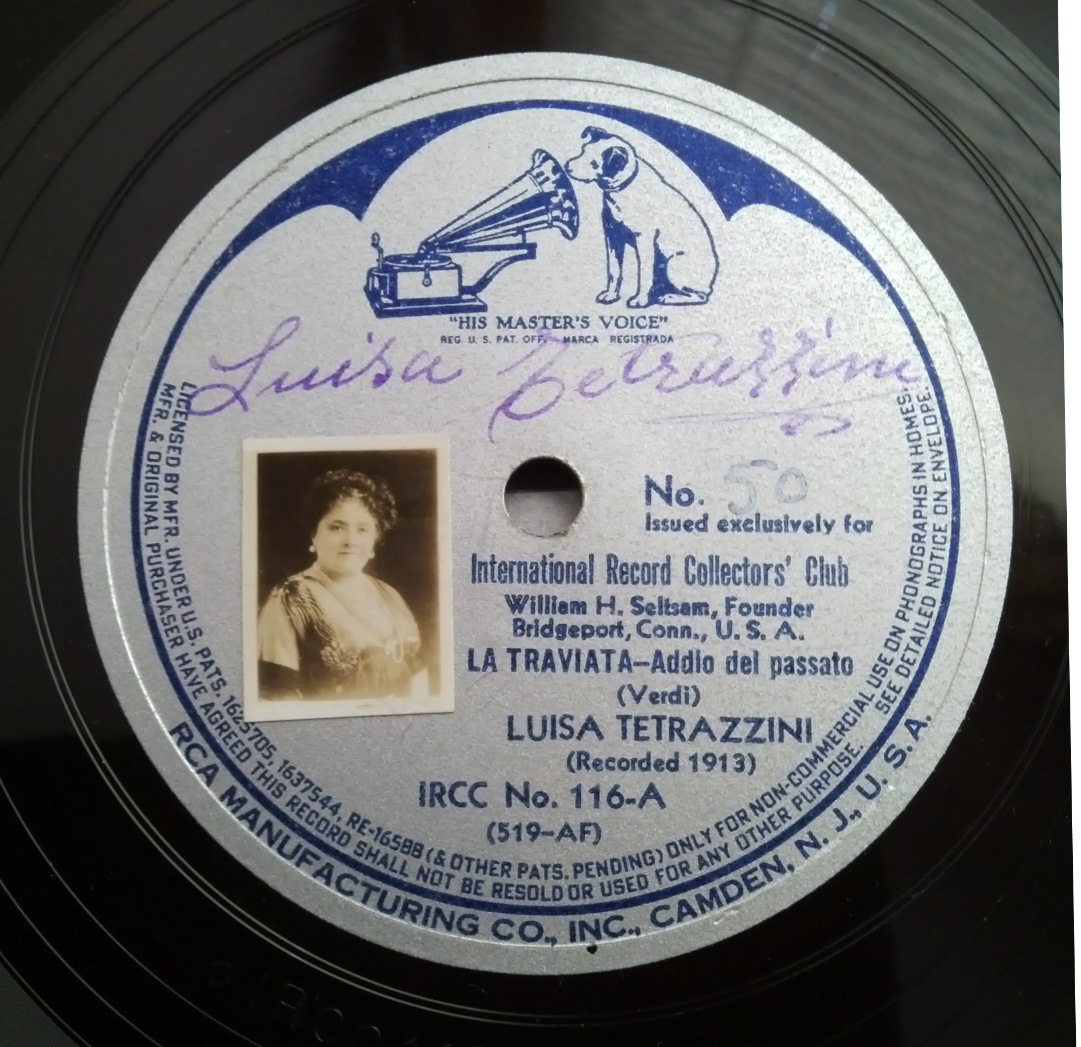 "HIS MASTER'S VOICE"
REG U. S. PAT. OFF. MARCA REGISTRADA
Luisa Tetrazzini
No. 50
Issued exclusively for
International Record Collectors' Club
William H. Seltsam, Founder
Bridgeport, Conn., U. S. A.
LA TRAVIATA—Addio del passato
(Verdi)
LUISA TETRAZZINI
(Recorded 1913)
IRCC No. 116-A
(519-AF)
LICENSED BY MFR. UNDER U.S. PATS. 1625705, 1637544, RE-16588 (& OTHER PATS. PENDING) ONLY FOR NON-COMMERCIAL USE ON PHONOGRAPHS IN HOMES.
MFR. & ORIGINAL PURCHASER HAVE AGREED THIS RECORD SHALL NOT BE RESOLD OR USED FOR ANY OTHER PURPOSE. SEE DETAILED NOTICE ON ENVELOPE.
RCA MANUFACTURING CO., INC., CAMDEN, N. J., U. S. A.